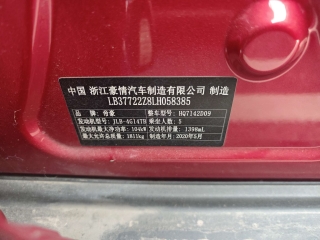 中国 浙江豪情汽车制造有限公司 制造
LB37722Z8LH058385
品 牌：帝豪 整车型号：HQ7142D09
发动机型号：JLB-4G14TB 乘坐人数：5
发动机最大净功率：104kW 发动机排量：1398mL
最大允许总质量：1811kg 制造年月：2020年5月